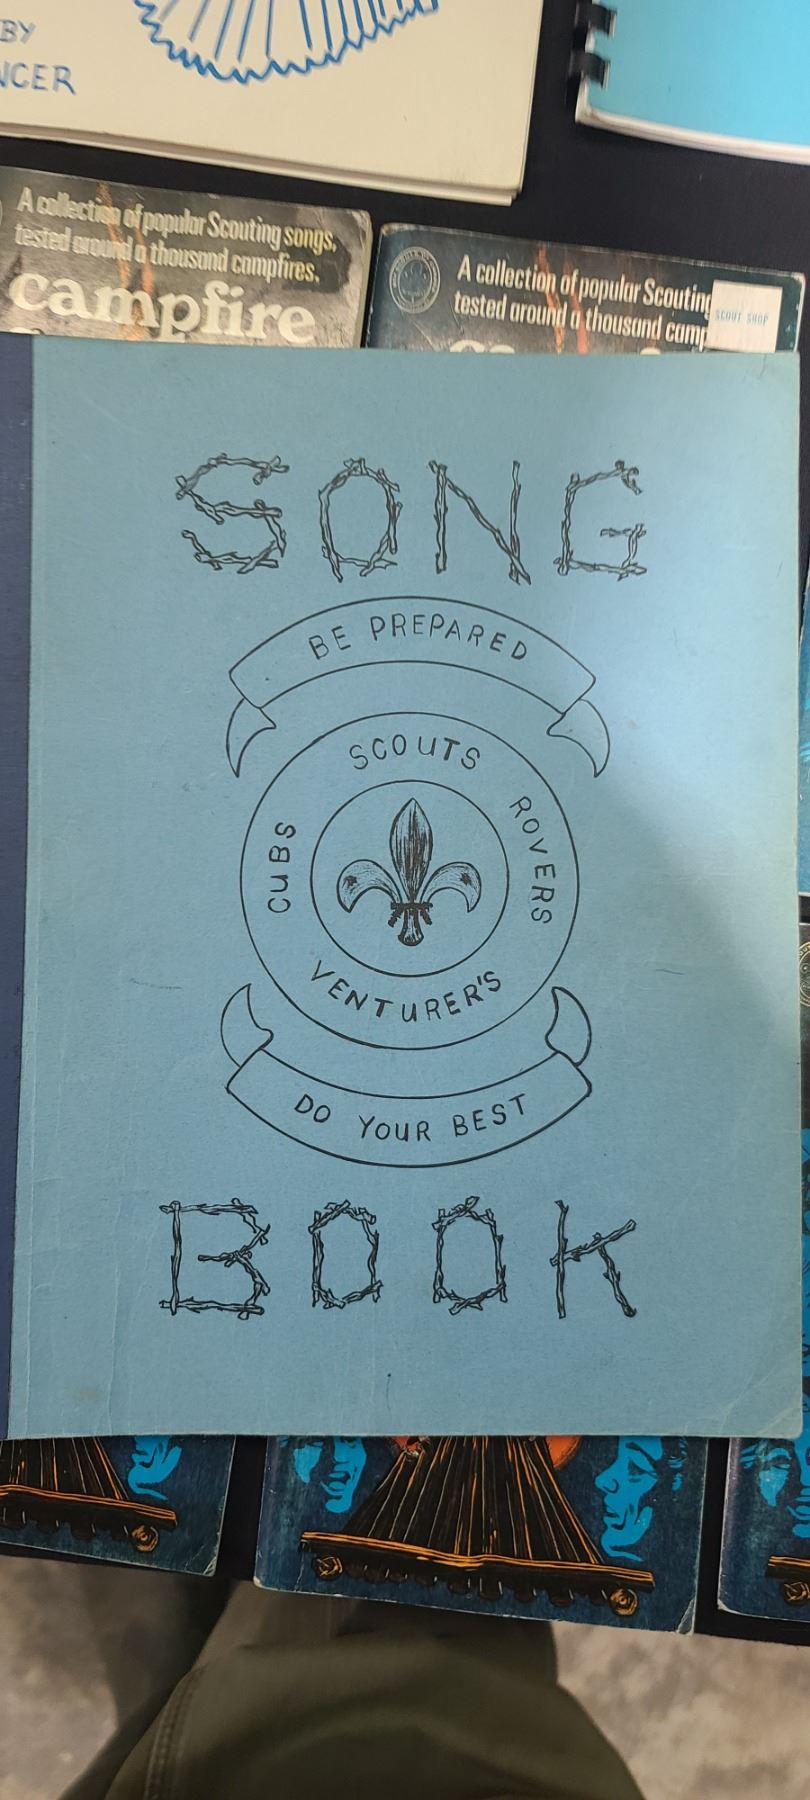 BY
NCER
A collection of popular Scouting songs,
tested around a thousand campfires.
campfire
A collection of popular Scouting
tested around a thousand camp
SCOUT SHOP
SONG
BE PREPARED
SCOUTS
CUBS
ROVERS
VENTURER'S
DO YOUR BEST
BOOK